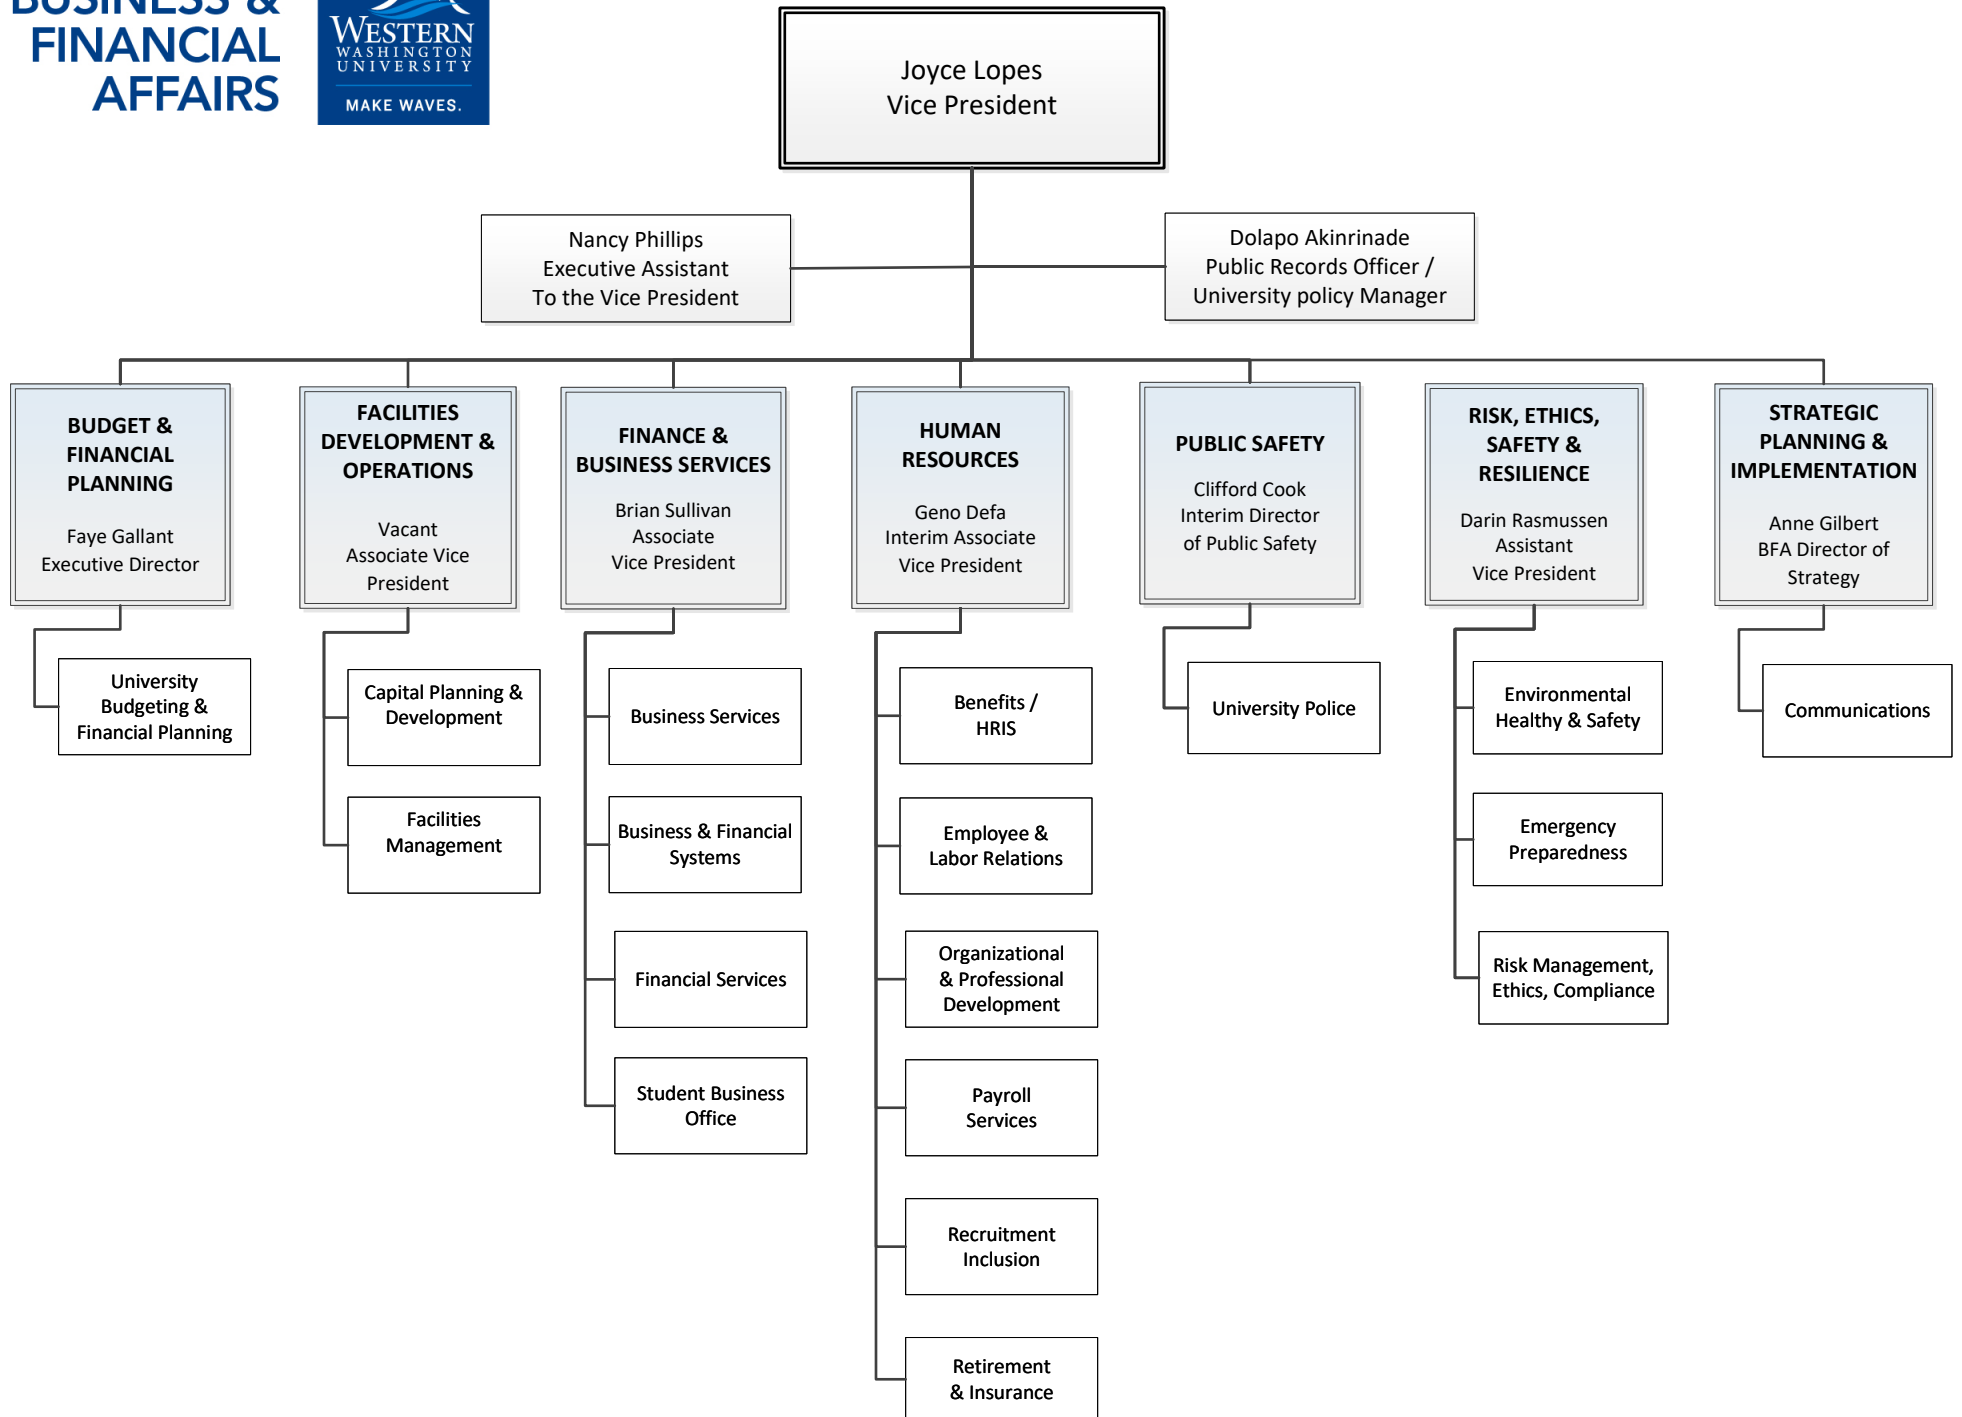 BUSINESS &
FINANCIAL
AFFAIRS
WESTERN
WASHINGTON
UNIVERSITY
MAKE WAVES.
Joyce Lopes
Vice President
Nancy Phillips
Executive Assistant
To the Vice President
Dolapo Akinrinade
Public Records Officer /
University policy Manager
BUDGET &
FINANCIAL
PLANNING
Faye Gallant
Executive Director
FACILITIES
DEVELOPMENT &
OPERATIONS
Vacant
Associate Vice
President
FINANCE &
BUSINESS SERVICES
Brian Sullivan
Associate
Vice President
HUMAN
RESOURCES
Geno Defa
Interim Associate
Vice President
PUBLIC SAFETY
Clifford Cook
Interim Director
of Public Safety
RISK, ETHICS,
SAFETY &
RESILIENCE
Darin Rasmussen
Assistant
Vice President
STRATEGIC
PLANNING &
IMPLEMENTATION
Anne Gilbert
BFA Director of
Strategy
University
Budgeting &
Financial Planning
Capital Planning &
Development
Facilities
Management
Business Services
Business & Financial
Systems
Financial Services
Student Business
Office
Benefits /
HRIS
Employee &
Labor Relations
Organizational
& Professional
Development
Payroll
Services
Recruitment
Inclusion
Retirement
& Insurance
University Police
Environmental
Healthy & Safety
Emergency
Preparedness
Risk Management,
Ethics, Compliance
Communications